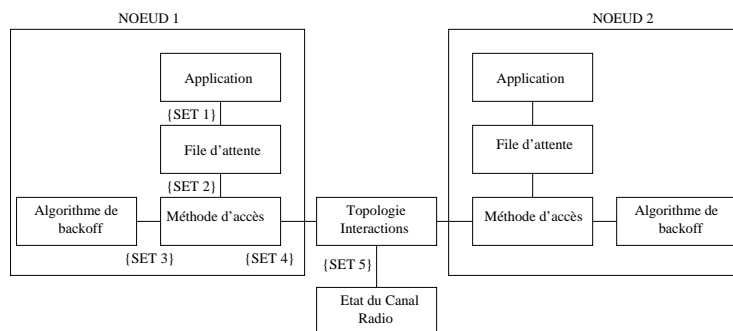 NOEUD 1
NOEUD 2
Application
Application
{SET 1}
File d'attente
File d'attente
{SET 2}
Algorithme de
backoff
Méthode d'accès
Topologie
Interactions
Méthode d'accès
Algorithme de
backoff
{SET 3}
{SET 4}
{SET 5}
Etat du Canal
Radio